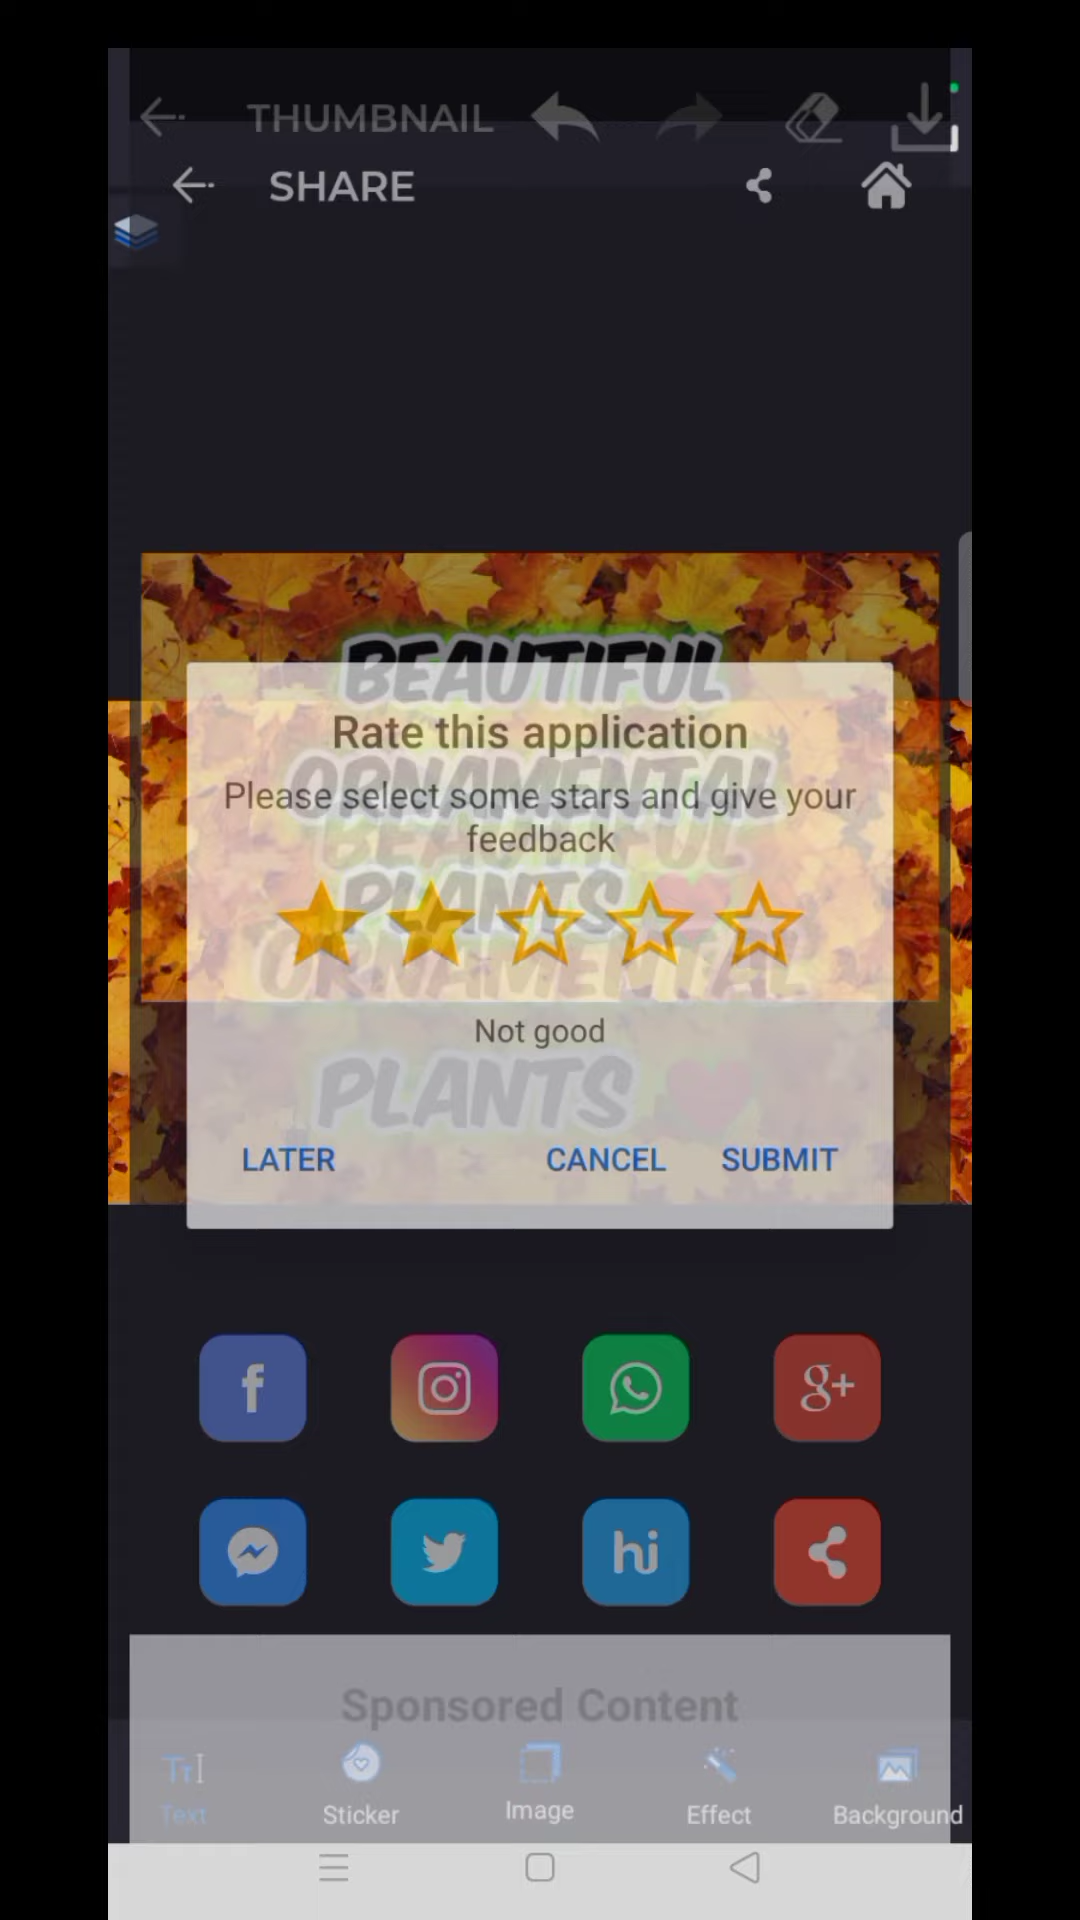 THUMBNAIL
SHARE
BEAUTIFUL
Rate this application
ORNAMENTAL
Please select some stars and give your
feedback
BEAUTIFUL
PLANTS
ORNAMENTAL
Not good
PLANTS
LATER CANCEL SUBMIT
f g+
hi
Sponsored Content
Text Sticker Image Effect Background